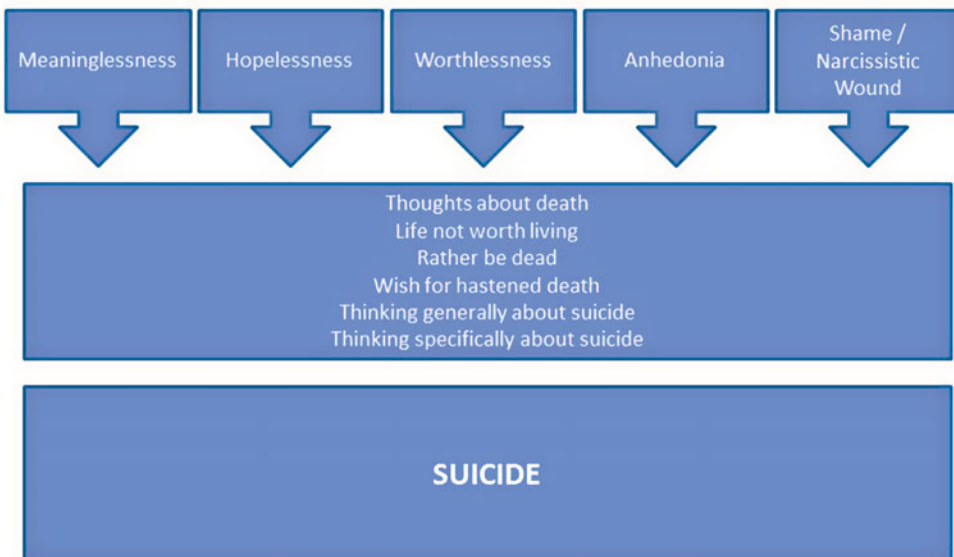 Meaninglessness
Hopelessness
Worthlessness
Anhedonia
Shame /
Narcissistic
Wound
Thoughts about death
Life not worth living
Rather be dead
Wish for hastened death
Thinking generally about suicide
Thinking specifically about suicide
SUICIDE